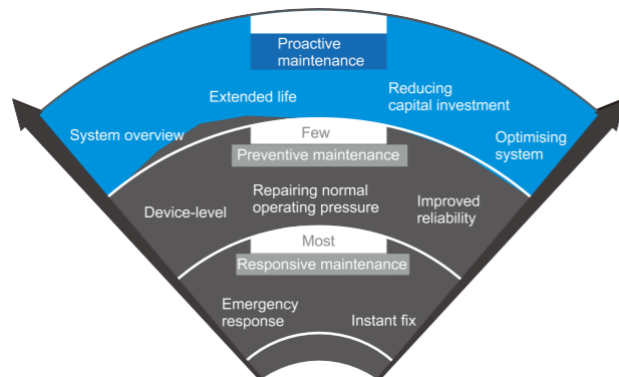 Proactive
maintenance
Extended life
Reducing
capital investment
System overview
Optimising
system
Few
Preventive maintenance
Device-level
Repairing normal
operating pressure
Improved
reliability
Most
Responsive maintenance
Emergency
response
Instant fix